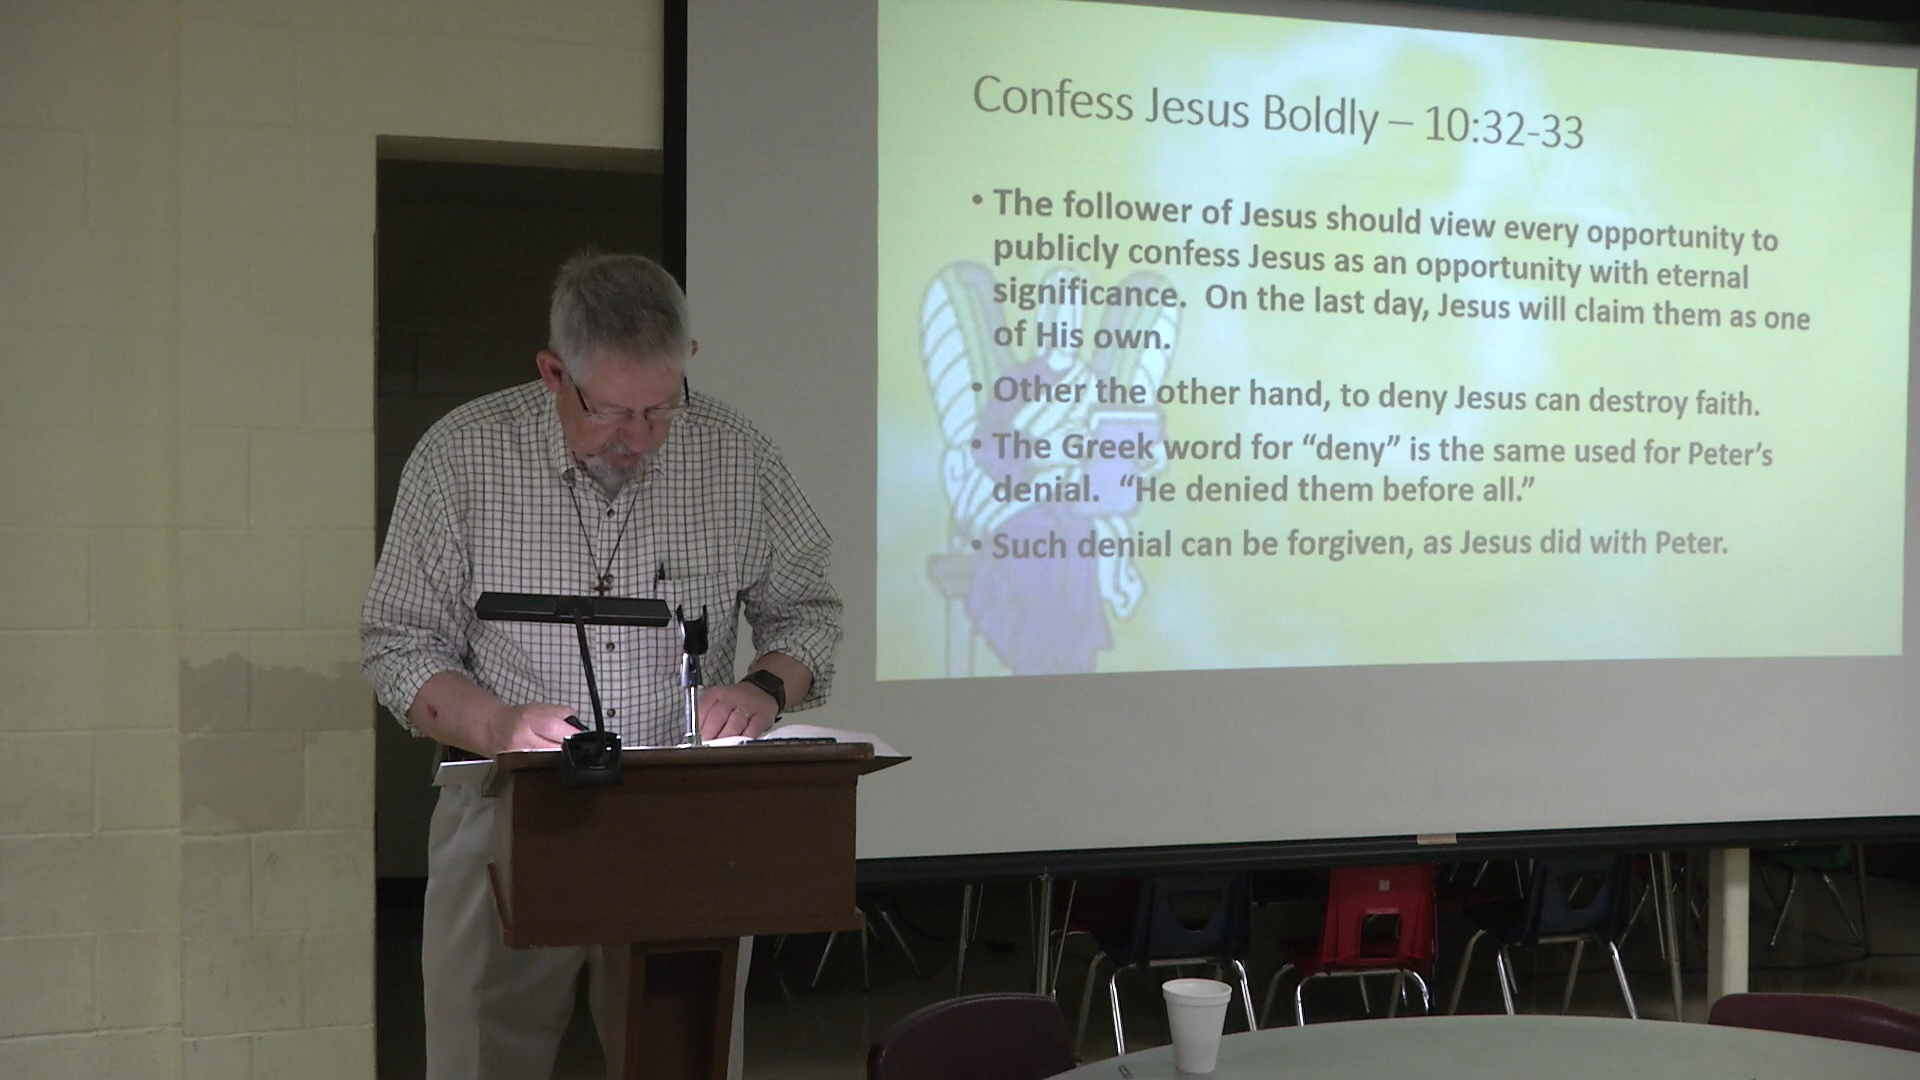 Confess Jesus Boldly – 10:32-33
• The follower of Jesus should view every opportunity to
publicly confess Jesus as an opportunity with eternal
significance.  On the last day, Jesus will claim them as one
of His own.
• Other the other hand, to deny Jesus can destroy faith.
• The Greek word for “deny” is the same used for Peter’s
denial.  “He denied them before all.”
• Such denial can be forgiven, as Jesus did with Peter.